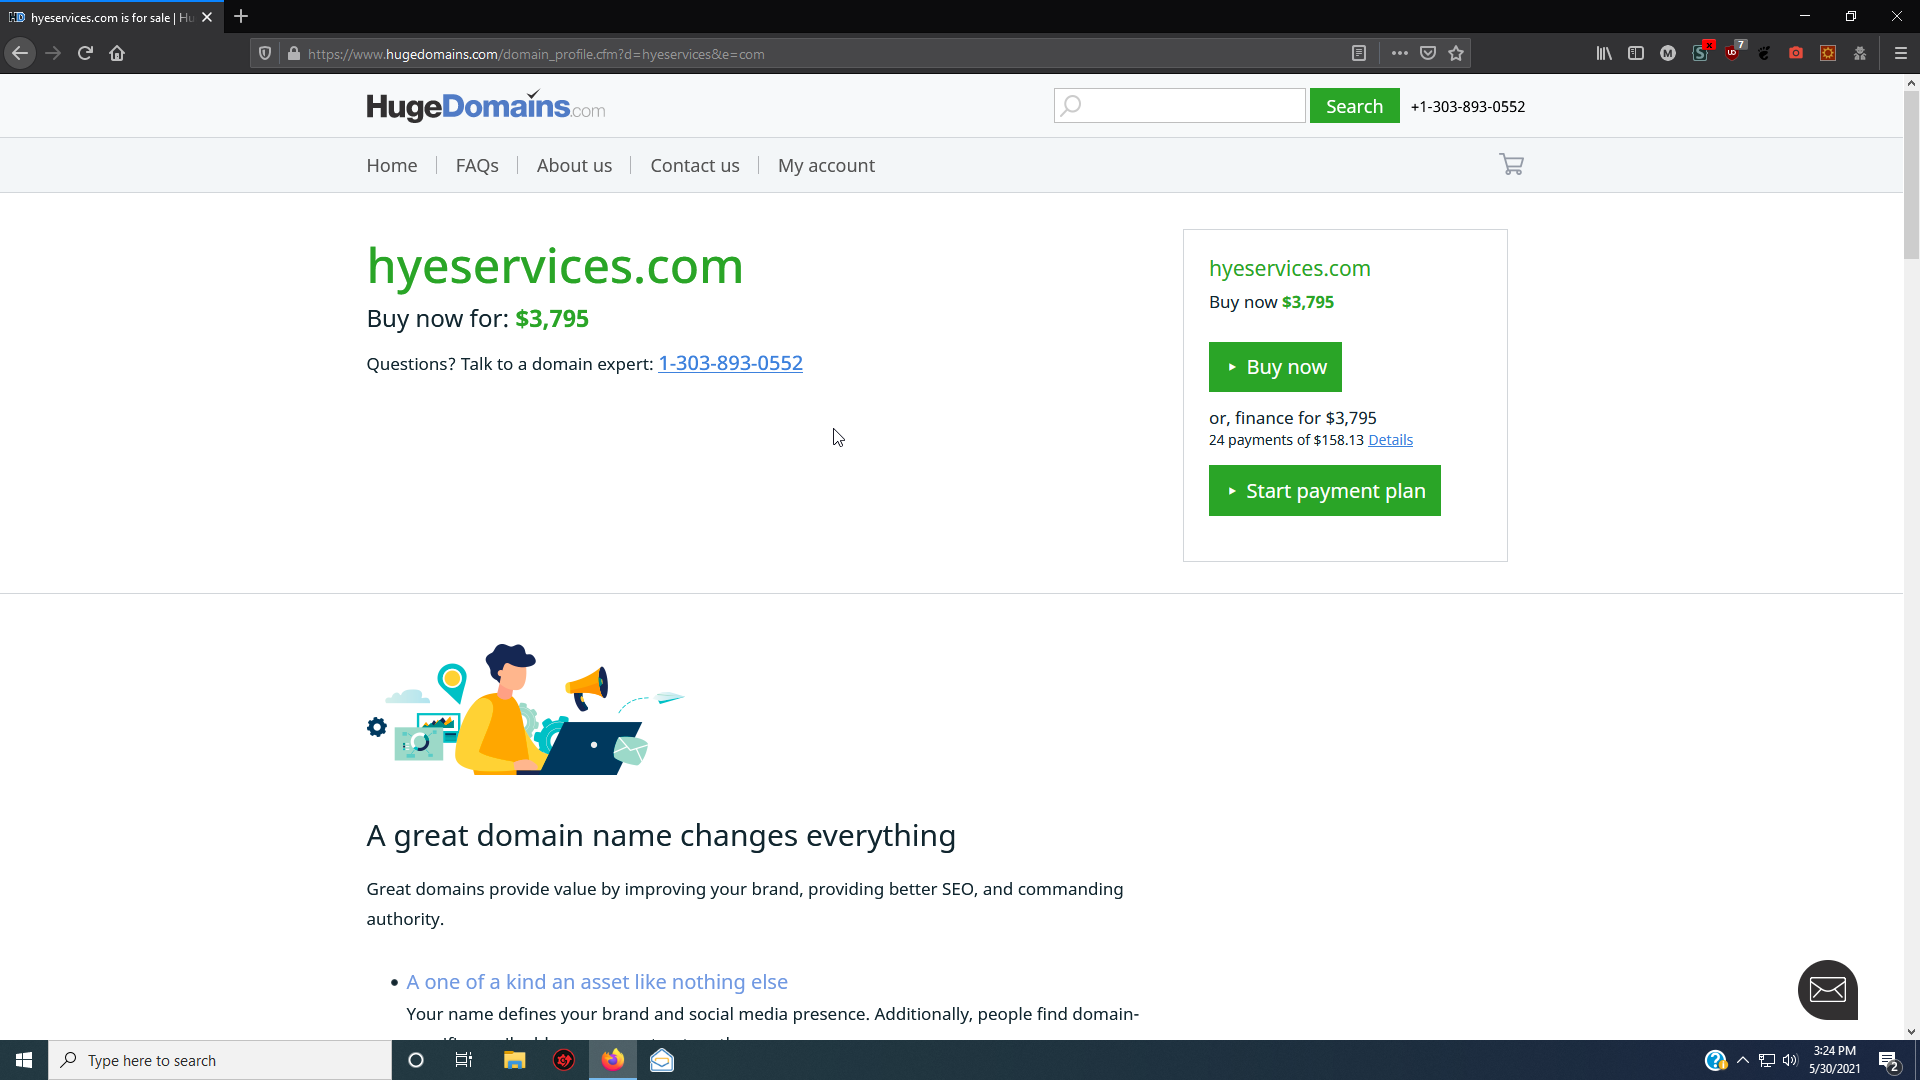 hyeservices.com is for sale | Hu
https://www.hugedomains.com/domain_profile.cfm?d=hyeservices&e=com
7
HugeDomains.com
Search
+1-303-893-0552
Home
FAQs
About us
Contact us
My account
hyeservices.com
Buy now for: $3,795
Questions? Talk to a domain expert: 1-303-893-0552
hyeservices.com
Buy now $3,795
Buy now
or, finance for $3,795
24 payments of $158.13 Details
Start payment plan
A great domain name changes everything
Great domains provide value by improving your brand, providing better SEO, and commanding
authority.
A one of a kind an asset like nothing else
Your name defines your brand and social media presence. Additionally, people find domain-
Type here to search
3:24 PM
5/30/2021
2